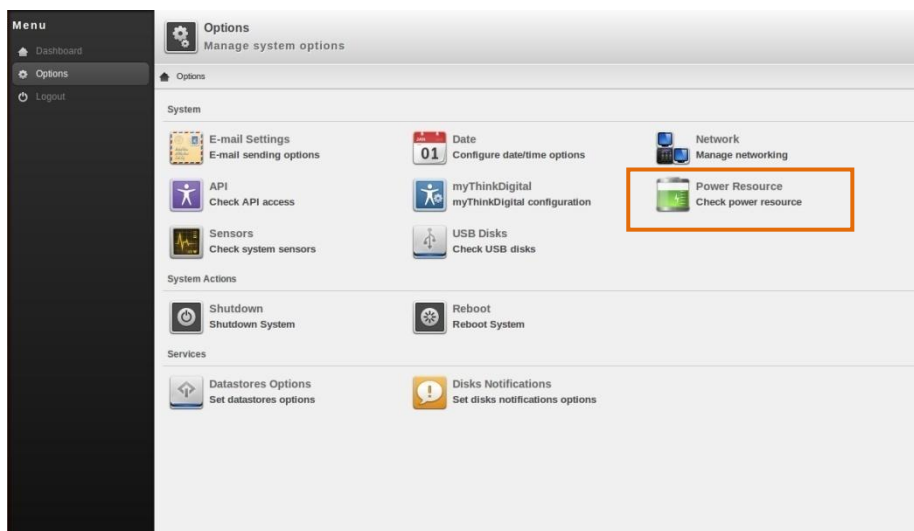 Menu
Dashboard
Options
Logout
Options
Manage system options
Options
System
E-mail Settings
E-mail sending options
Date
Configure date/time options
01
Network
Manage networking
API
Check API access
myThinkDigital
myThinkDigital configuration
Power Resource
Check power resource
Sensors
Check system sensors
USB Disks
Check USB disks
System Actions
Shutdown
Shutdown System
Reboot
Reboot System
Services
Datastores Options
Set datastores options
Disks Notifications
Set disks notifications options